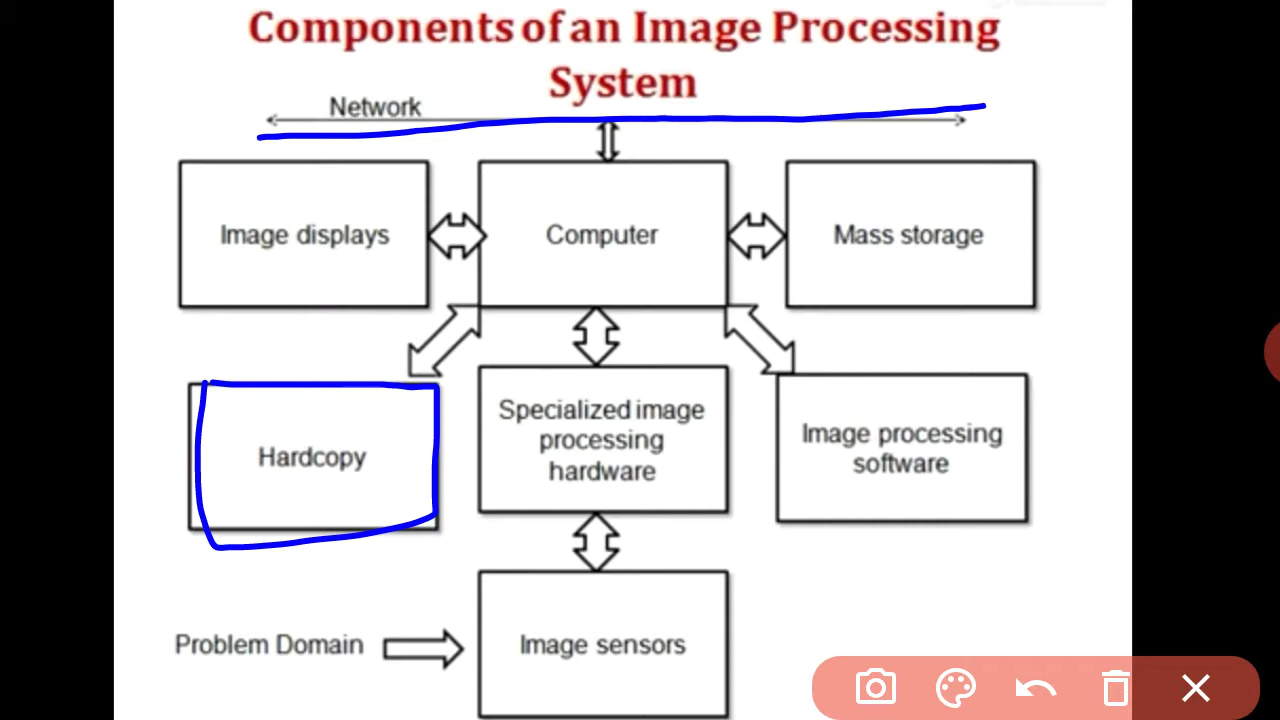 Components of an Image Processing
System
Network
Image displays
Computer
Mass storage
Hardcopy
Specialized image
processing
hardware
Image processing
software
Problem Domain
Image sensors